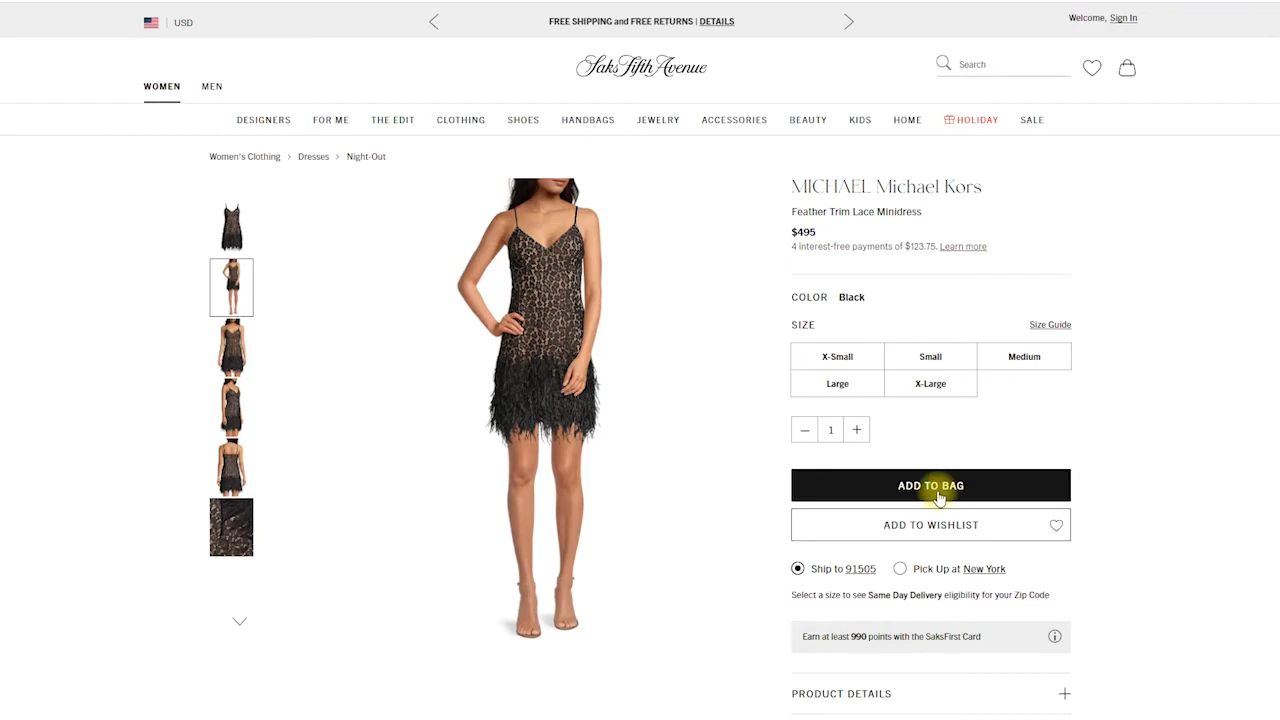 USD
FREE SHIPPING and FREE RETURNS | DETAILS
Welcome, Sign In
Saks Fifth Avenue
Search
WOMEN MEN
DESIGNERS FOR ME THE EDIT CLOTHING SHOES HANDBAGS JEWELRY ACCESSORIES BEAUTY KIDS HOME HOLIDAY SALE
Women's Clothing > Dresses > Night-Out
MICHAEL Michael Kors
Feather Trim Lace Minidress
$495
4 interest-free payments of $123.75. Learn more
COLOR Black
SIZE Size Guide
X-Small Small Medium
Large X-Large
– 1 +
ADD TO BAG
ADD TO WISHLIST
Ship to 91505 Pick Up at New York
Select a size to see Same Day Delivery eligibility for your Zip Code
Earn at least 990 points with the SaksFirst Card
PRODUCT DETAILS +